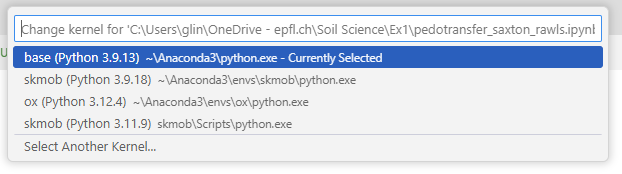 Change kernel for 'C:\Users\glin\OneDrive - epfl.ch\Soil Science\Ex1\pedotransfer_saxton_rawls.ipynb
base (Python 3.9.13) ~\Anaconda3\python.exe - Currently Selected
skmob (Python 3.9.18) ~\Anaconda3\envs\skmob\python.exe
ox (Python 3.12.4) ~\Anaconda3\envs\ox\python.exe
skmob (Python 3.11.9) skmob\Scripts\python.exe
Select Another Kernel...